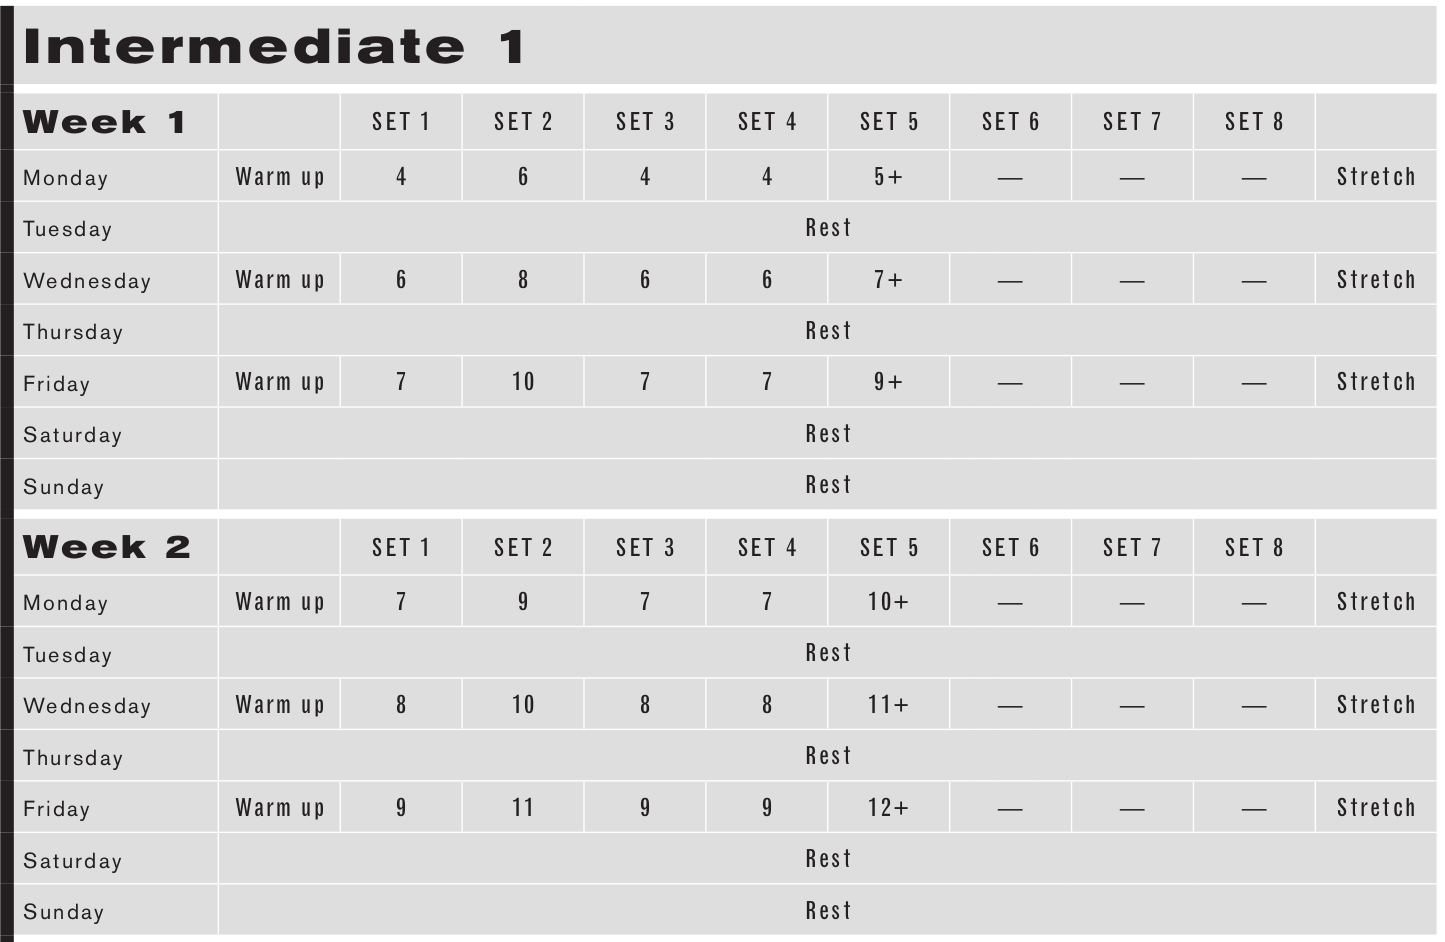 Intermediate 1
Week 1 SET 1 SET 2 SET 3 SET 4 SET 5 SET 6 SET 7 SET 8
Monday Warm up 4 6 4 4 5+ — — — Stretch
Tuesday Rest
Wednesday Warm up 6 8 6 6 7+ — — — Stretch
Thursday Rest
Friday Warm up 7 10 7 7 9+ — — — Stretch
Saturday Rest
Sunday Rest
Week 2 SET 1 SET 2 SET 3 SET 4 SET 5 SET 6 SET 7 SET 8
Monday Warm up 7 9 7 7 10+ — — — Stretch
Tuesday Rest
Wednesday Warm up 8 10 8 8 11+ — — — Stretch
Thursday Rest
Friday Warm up 9 11 9 9 12+ — — — Stretch
Saturday Rest
Sunday Rest